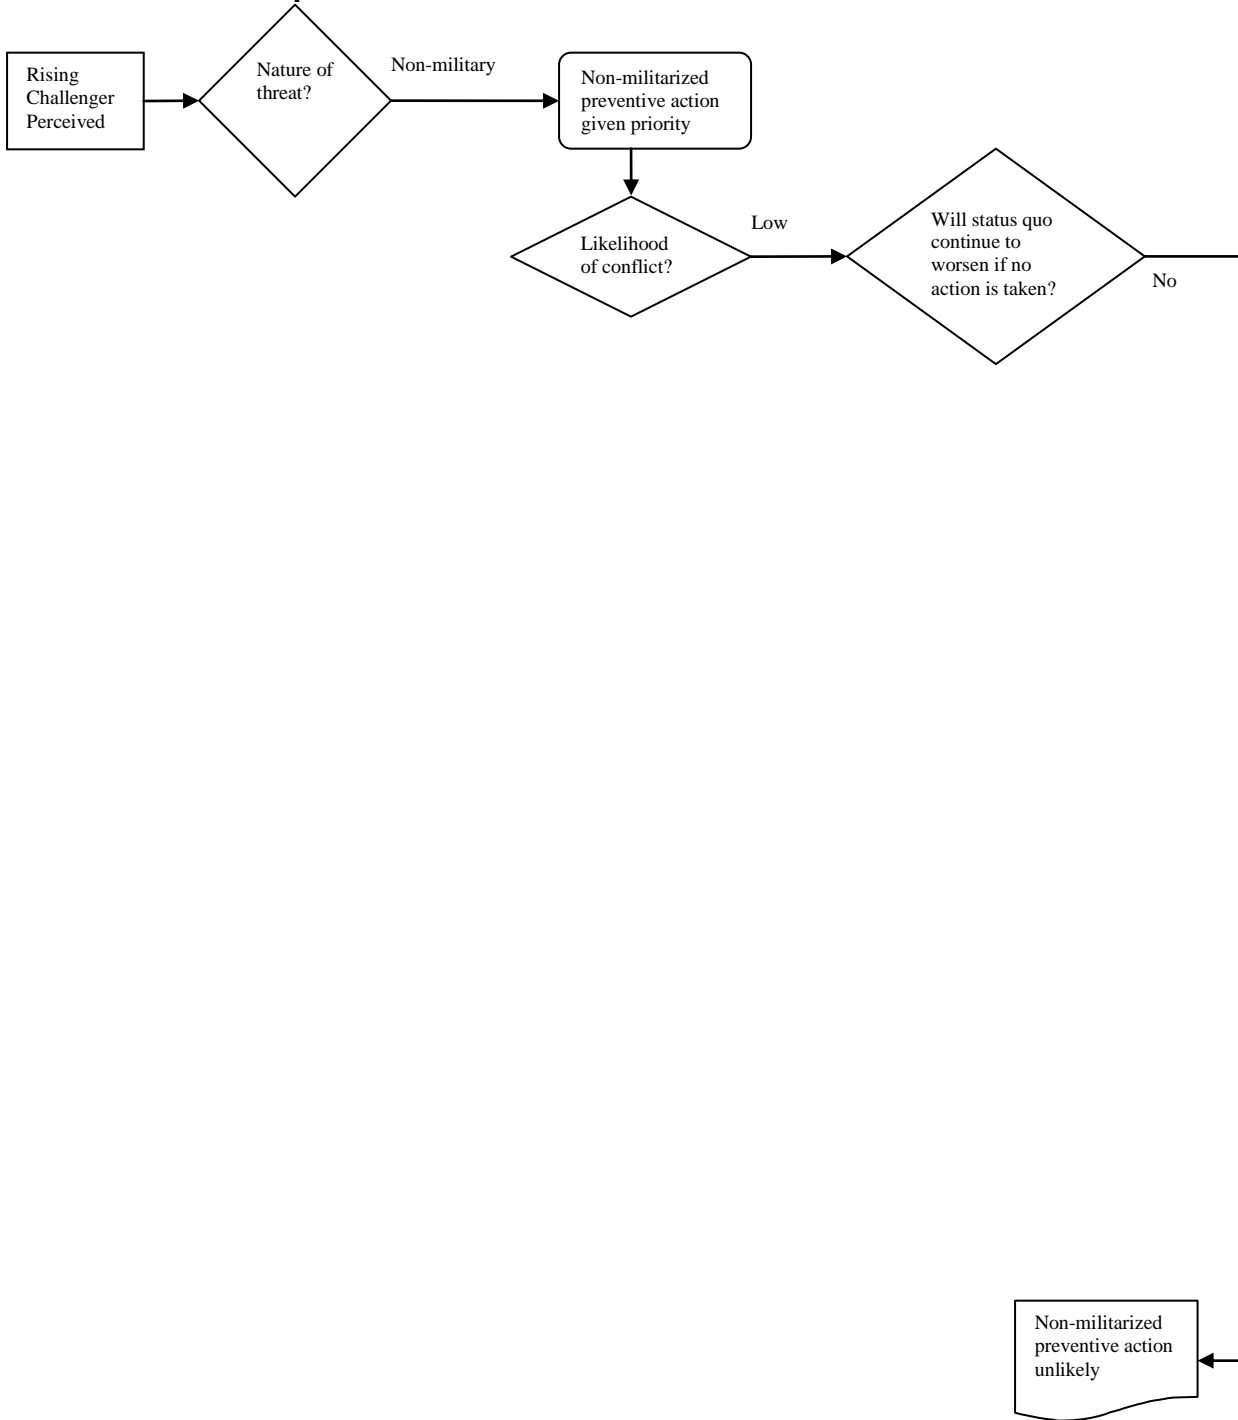 Rising
Challenger
Perceived
Nature of
threat?
Non-military
Non-militarized
preventive action
given priority
Likelihood
of conflict?
Low
Will status quo
continue to
worsen if no
action is taken?
No
Non-militarized
preventive action
unlikely